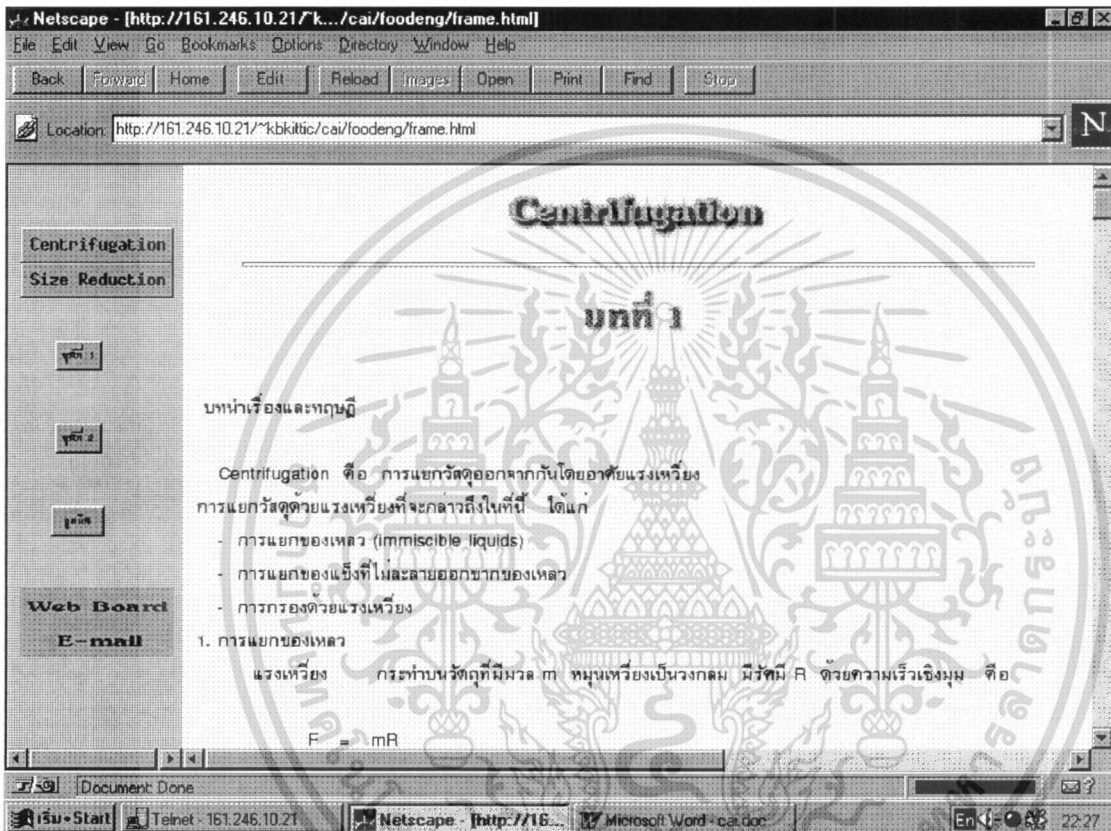 Netscape - [http://161.246.10.21/~k.../cai/foodeng/frame.html]
File Edit View Go Bookmarks Options Directory Window Help
Back Forward Home Edit Reload Images Open Print Find Stop
Location: http://161.246.10.21/~kbkittic/cai/foodeng/frame.html
N
Centrifugation
Size Reduction
ชุดที่ 1
ชุดที่ 2
Web Board
E-mail
Centrifugation
บทที่ 1
บทนำเรื่องและทฤษฎี
Centrifugation คือ การแยกวัสดุออกจากกันโดยอาศัยแรงเหวี่ยง
การแยกวัสดุด้วยแรงเหวี่ยงที่จะกล่าวถึงในที่นี้ ได้แก่
- การแยกของเหลว (immiscible liquids)
- การแยกของแข็งที่ไม่ละลายออกจากของเหลว
- การกรองด้วยแรงเหวี่ยง
1. การแยกของเหลว
แรงเหวี่ยง กระทำบนวัตถุที่มีมวล m หมุนเหวี่ยงเป็นวงกลม มีรัศมี R ด้วยความเร็วเชิงมุม คือ
F = mR
Document: Done
เริ่ม-Start Telnet - 161.246.10.21 Netscape - [http://16... Microsoft Word - cai.doc En 22:27